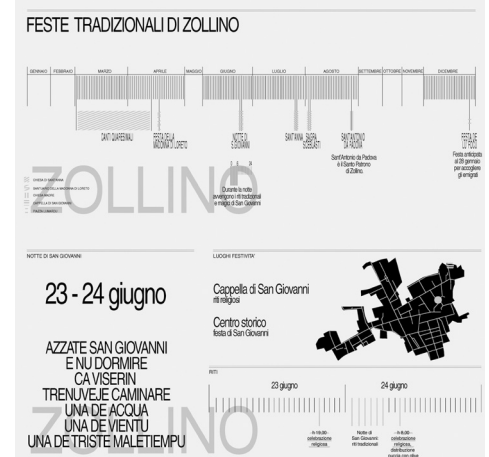 FESTE TRADIZIONALI DI ZOLLINO
GENNAIO FEBBRAIO MARZO APRILE MAGGIO GIUGNO LUGLIO AGOSTO SETTEMBRE OTTOBRE NOVEMBRE DICEMBRE
CANTI QUARESIMALI
FESTA DELLA
MADONNA DI LORETO
NOTTE DI
S.GIOVANNI
SANT'ANNA
SAGRA
SANT'ANTONIO
DA PADOVA
FESTA DE
Durante la notte
avvengono i riti tradizionali
e magici di San Giovanni
Sant'Antonio da Padova
è il Santo Patrono
di Zollino.
Festa anticipata
al 28 gennaio
per accogliere
gli emigrati
ZOLLINO
NOTTE DI SAN GIOVANNI
23 - 24 giugno
AZZATE SAN GIOVANNI
E NU DORMIRE
CA VISERIN
TRENUVEJE CAMINARE
UNA DE ACQUA
UNA DE VIENTU
UNA DE TRISTE MALETIEMPU
ZOLLINO
LUOGHI FESTIVITA'
Cappella di San Giovanni
riti religiosi
Centro storico
festa di San Giovanni
RITI
23 giugno 24 giugno
celebrazione
religiosa
Notte di
San Giovanni
riti tradizionali
celebrazione
religiosa,
distribuzione